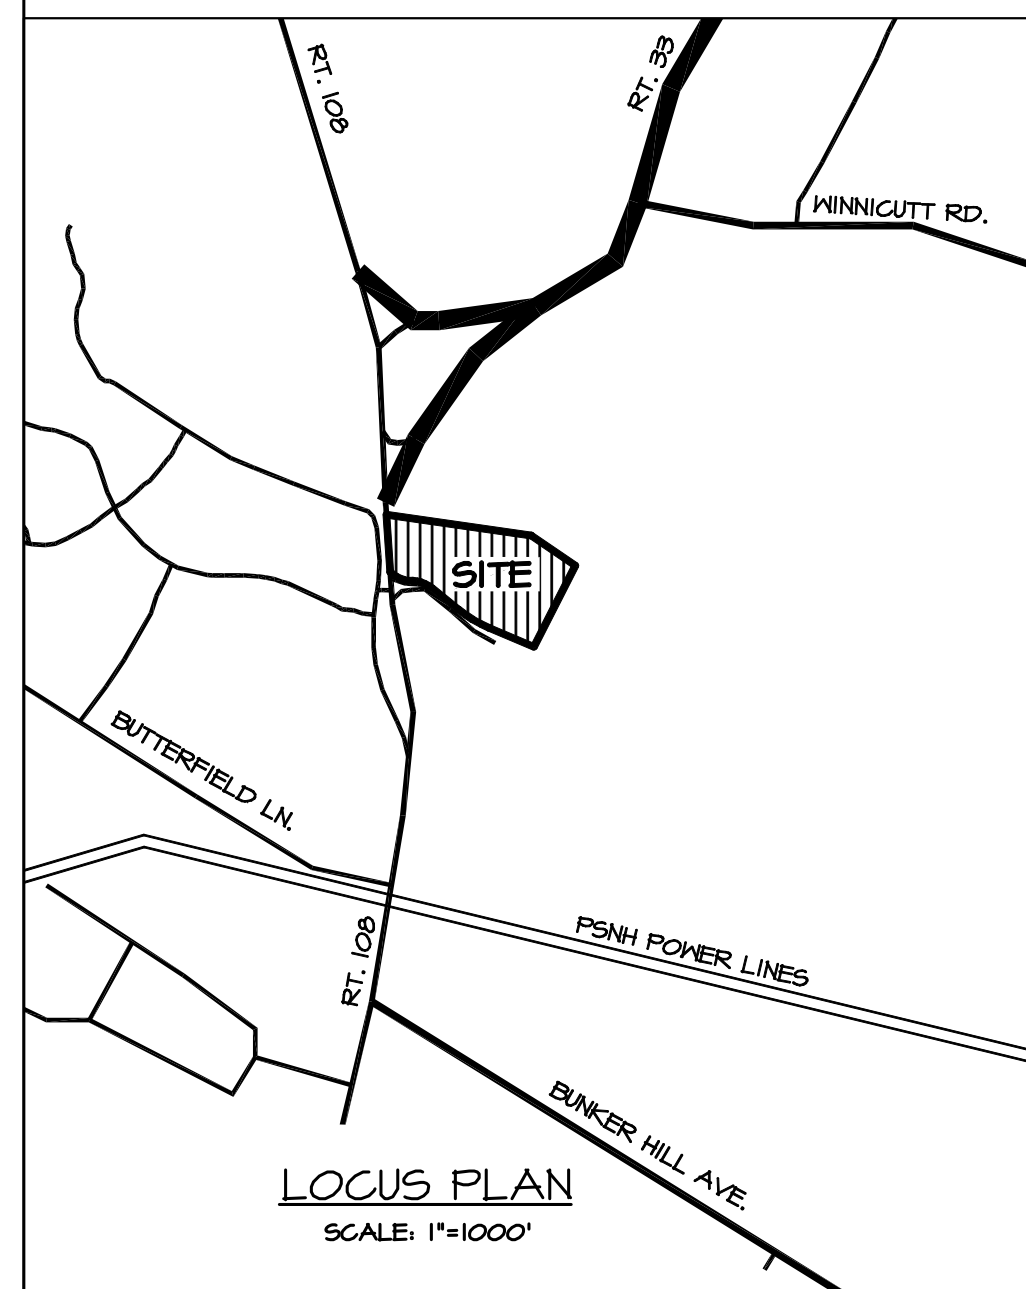 RT. 108
RT. 33
WINNICUTT RD.
SITE
BUTTERFIELD LN.
RT. 108
PSNH POWER LINES
BUNKER HILL AVE.
LOCUS PLAN
SCALE: 1"=1000'